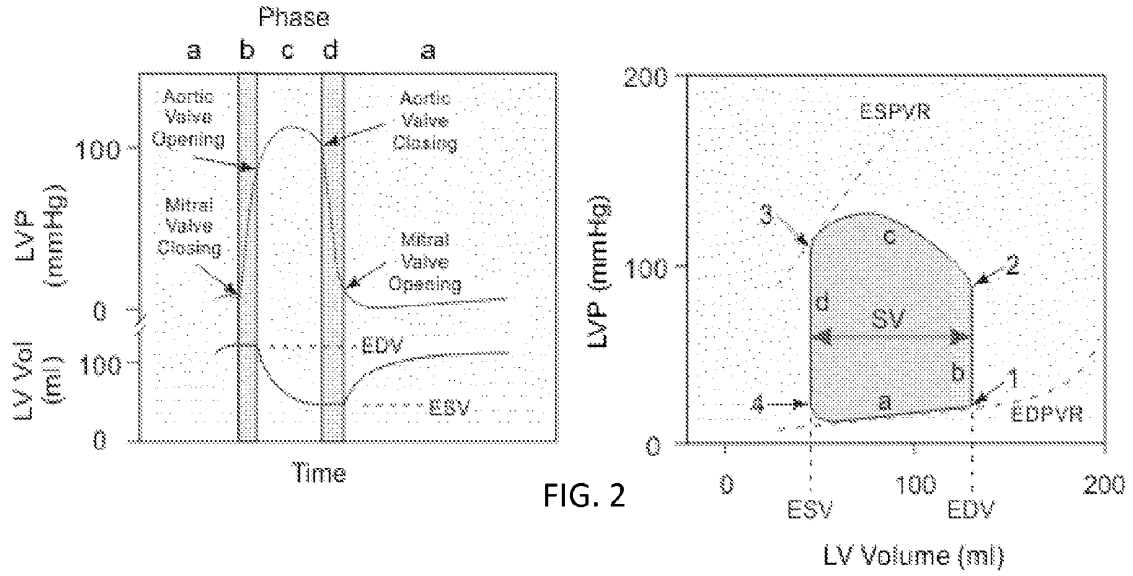 Phase
a b c d a
Aortic
Valve
Opening
Aortic
Valve
Closing
100
Mitral
Valve
Closing
Mitral
Valve
Opening
0
LVP
(mmHg)
EDV
100
ESV
0
LV Vol
(ml)
Time
FIG. 2
200
ESPVR
3
c
2
100
d
SV
b
1
4
a
EDPVR
0
LVP (mmHg)
0 100 200
ESV EDV
LV Volume (ml)